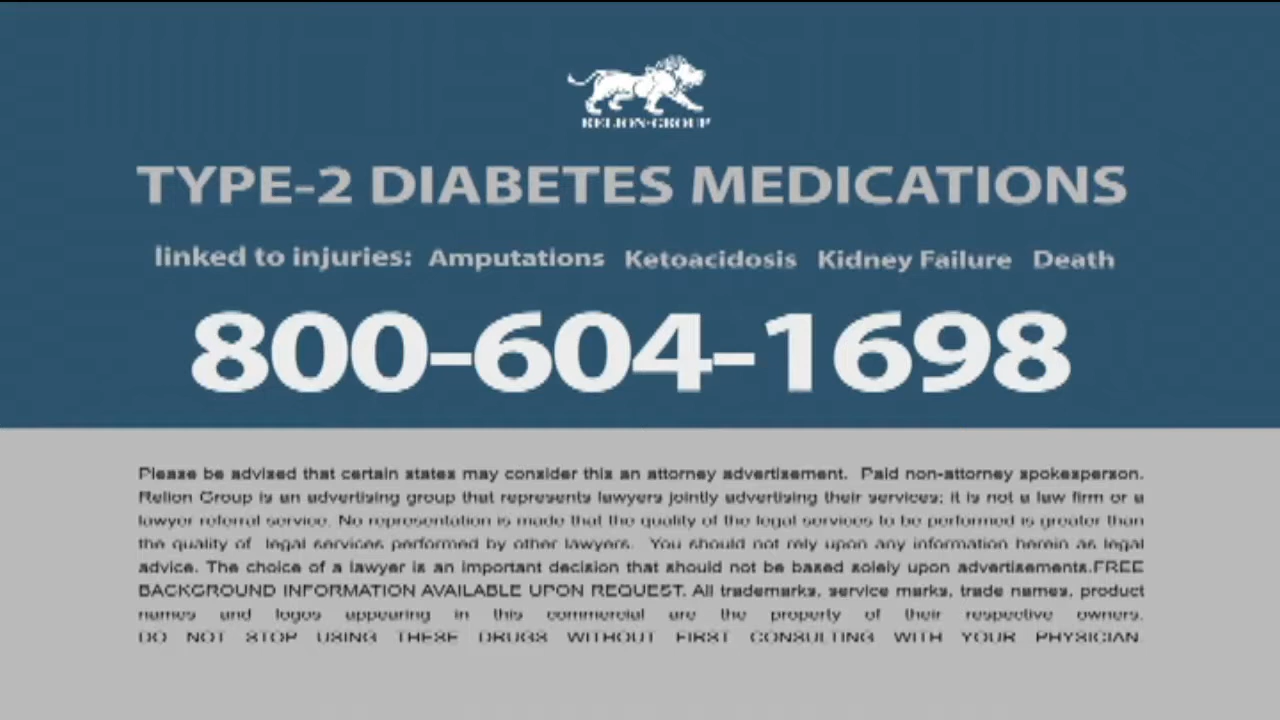 RELION·GROUP
TYPE-2 DIABETES MEDICATIONS
linked to injuries: Amputations Ketoacidosis Kidney Failure Death
800-604-1698
Please be advised that certain states may consider this an attorney advertisement. Paid non-attorney spokesperson.
Relion Group is an advertising group that represents lawyers jointly advertising their services; it is not a law firm or a
lawyer referral service. No representation is made that the quality of the legal services to be performed is greater than
the quality of legal services performed by other lawyers. You should not rely upon any information herein as legal
advice. The choice of a lawyer is an important decision that should not be based solely upon advertisements.FREE
BACKGROUND INFORMATION AVAILABLE UPON REQUEST. All trademarks, service marks, trade names, product
names and logos appearing in this commercial are the property of their respective owners.
DO NOT STOP USING THESE DRUGS WITHOUT FIRST CONSULTING WITH YOUR PHYSICIAN.